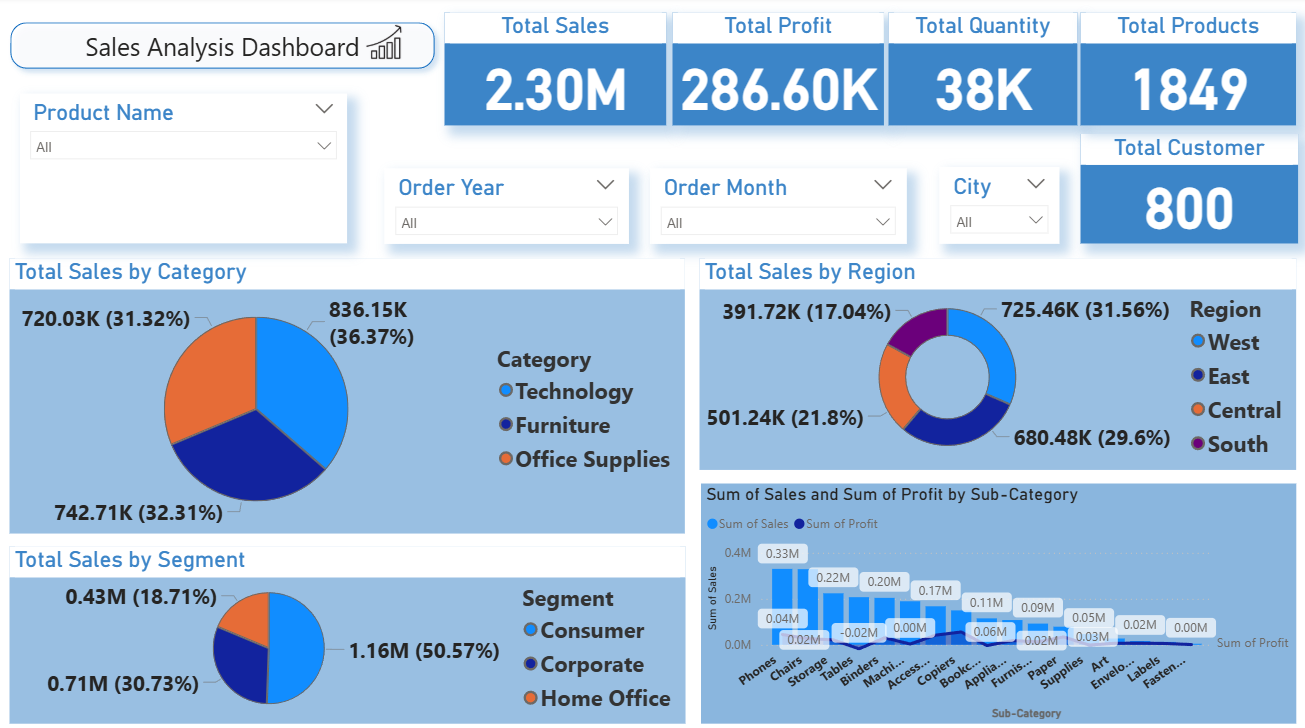 Sales Analysis Dashboard
Total Sales
2.30M
Total Profit
286.60K
Total Quantity
38K
Total Products
1849
Total Customer
800
Product Name
All
Order Year
All
Order Month
All
City
All
Total Sales by Category
720.03K (31.32%)
836.15K
(36.37%)
742.71K (32.31%)
Category
Technology
Furniture
Office Supplies
Total Sales by Region
391.72K (17.04%)
725.46K (31.56%)
501.24K (21.8%)
680.48K (29.6%)
Region
West
East
Central
South
Total Sales by Segment
0.43M (18.71%)
1.16M (50.57%)
0.71M (30.73%)
Segment
Consumer
Corporate
Home Office
Sum of Sales and Sum of Profit by Sub-Category
Sum of Sales
Sum of Profit
Sum of Sales
0.4M
0.2M
0.0M
0.33M
0.22M
0.20M
0.17M
0.11M
0.09M
0.05M
0.02M
0.00M
0.04M
0.02M
-0.02M
0.00M
0.06M
0.02M
0.03M
Sum of Profit
Phones
Chairs
Storage
Tables
Binders
Machi...
Access...
Copiers
Bookc...
Applia...
Furnis...
Paper
Supplies
Art
Envelo...
Labels
Fasten...
Sub-Category